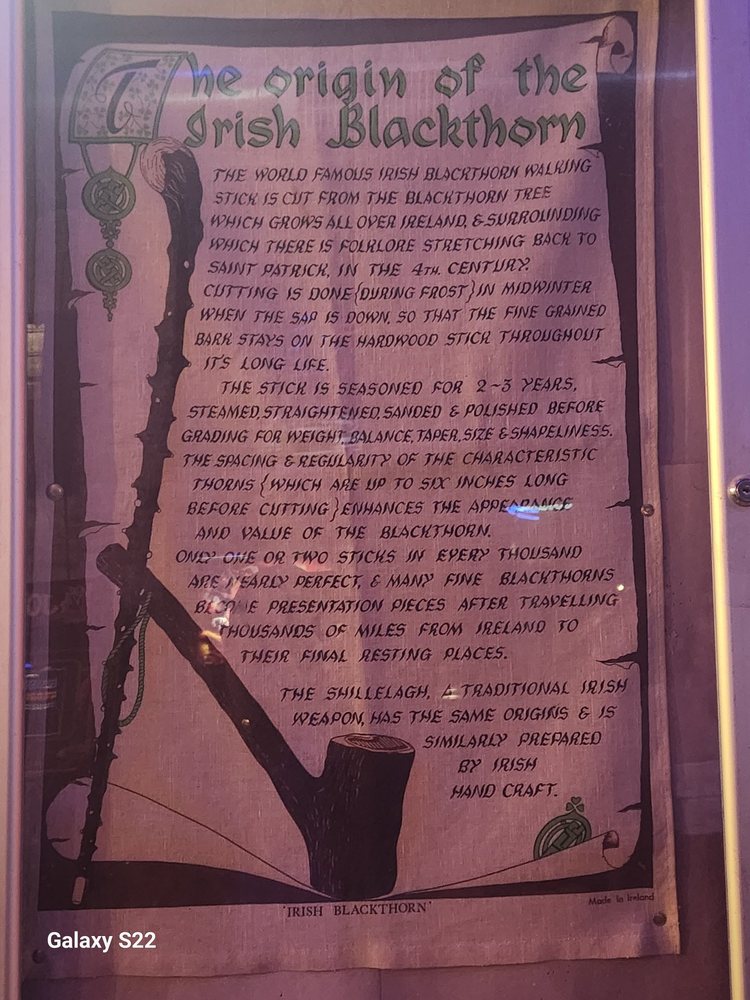 The origin of the
Irish Blackthorn
THE WORLD FAMOUS IRISH BLACKTHORN WALKING
STICK IS CUT FROM THE BLACKTHORN TREE
WHICH GROWS ALL OVER IRELAND, & SURROUNDING
WHICH THERE IS FOLKLORE STRETCHING BACK TO
SAINT PATRICK, IN THE 4TH. CENTURY.
CUTTING IS DONE {DURING FROST} IN MIDWINTER
WHEN THE SAP IS DOWN, SO THAT THE FINE GRAINED
BARK STAYS ON THE HARDWOOD STICK THROUGHOUT
IT'S LONG LIFE.
THE STICK IS SEASONED FOR 2~3 YEARS,
STEAMED, STRAIGHTENED, SANDED & POLISHED BEFORE
GRADING FOR WEIGHT, BALANCE, TAPER, SIZE & SHAPELINESS.
THE SPACING & REGULARITY OF THE CHARACTERISTIC
THORNS {WHICH ARE UP TO SIX INCHES LONG
BEFORE CUTTING} ENHANCES THE APPEARANCE
AND VALUE OF THE BLACKTHORN.
ONLY ONE OR TWO STICKS IN EVERY THOUSAND
ARE NEARLY PERFECT, & MANY FINE BLACKTHORNS
BECOME PRESENTATION PIECES AFTER TRAVELLING
THOUSANDS OF MILES FROM IRELAND TO
THEIR FINAL RESTING PLACES.
THE SHILLELAGH, A TRADITIONAL IRISH
WEAPON, HAS THE SAME ORIGINS & IS
SIMILARLY PREPARED
BY IRISH
HAND CRAFT.
'IRISH BLACKTHORN'
Made in Ireland
Galaxy S22